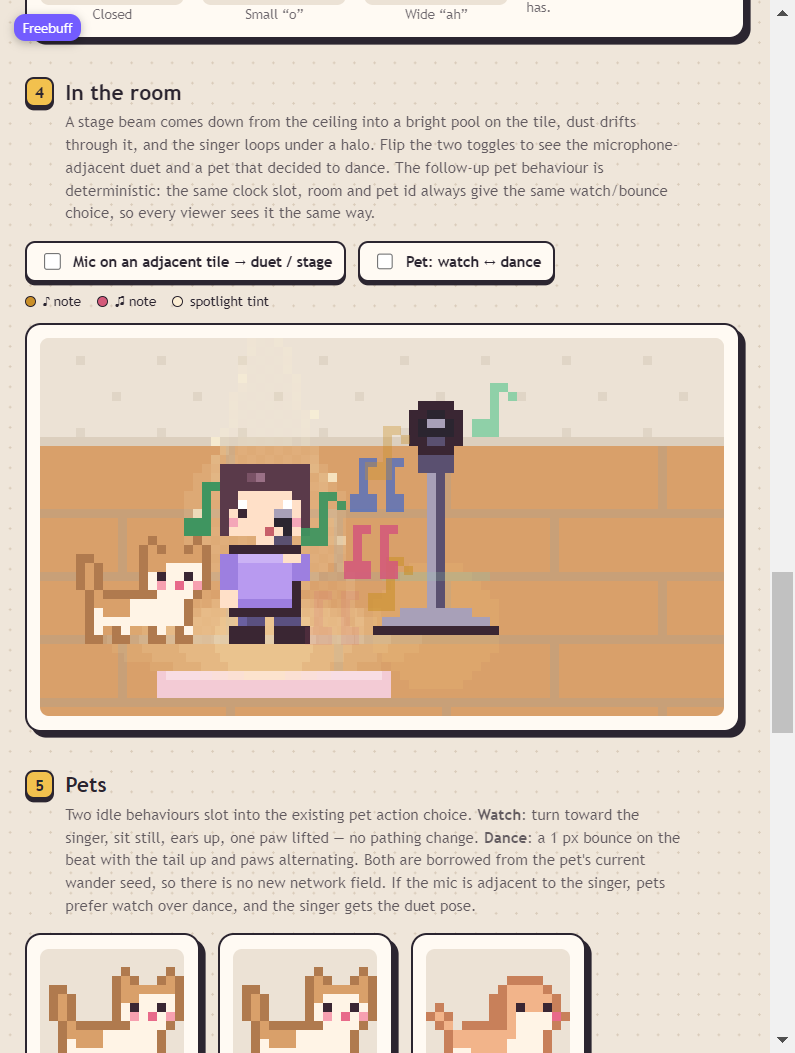 Closed
Small “o”
Wide “ah”
has.
Freebuff
4 In the room
A stage beam comes down from the ceiling into a bright pool on the tile, dust drifts
through it, and the singer loops under a halo. Flip the two toggles to see the microphone-
adjacent duet and a pet that decided to dance. The follow-up pet behaviour is
deterministic: the same clock slot, room and pet id always give the same watch/bounce
choice, so every viewer sees it the same way.
Mic on an adjacent tile → duet / stage
Pet: watch ↔ dance
♪ note
♫ note
spotlight tint
5 Pets
Two idle behaviours slot into the existing pet action choice. Watch: turn toward the
singer, sit still, ears up, one paw lifted — no pathing change. Dance: a 1 px bounce on the
beat with the tail up and paws alternating. Both are borrowed from the pet's current
wander seed, so there is no new network field. If the mic is adjacent to the singer, pets
prefer watch over dance, and the singer gets the duet pose.